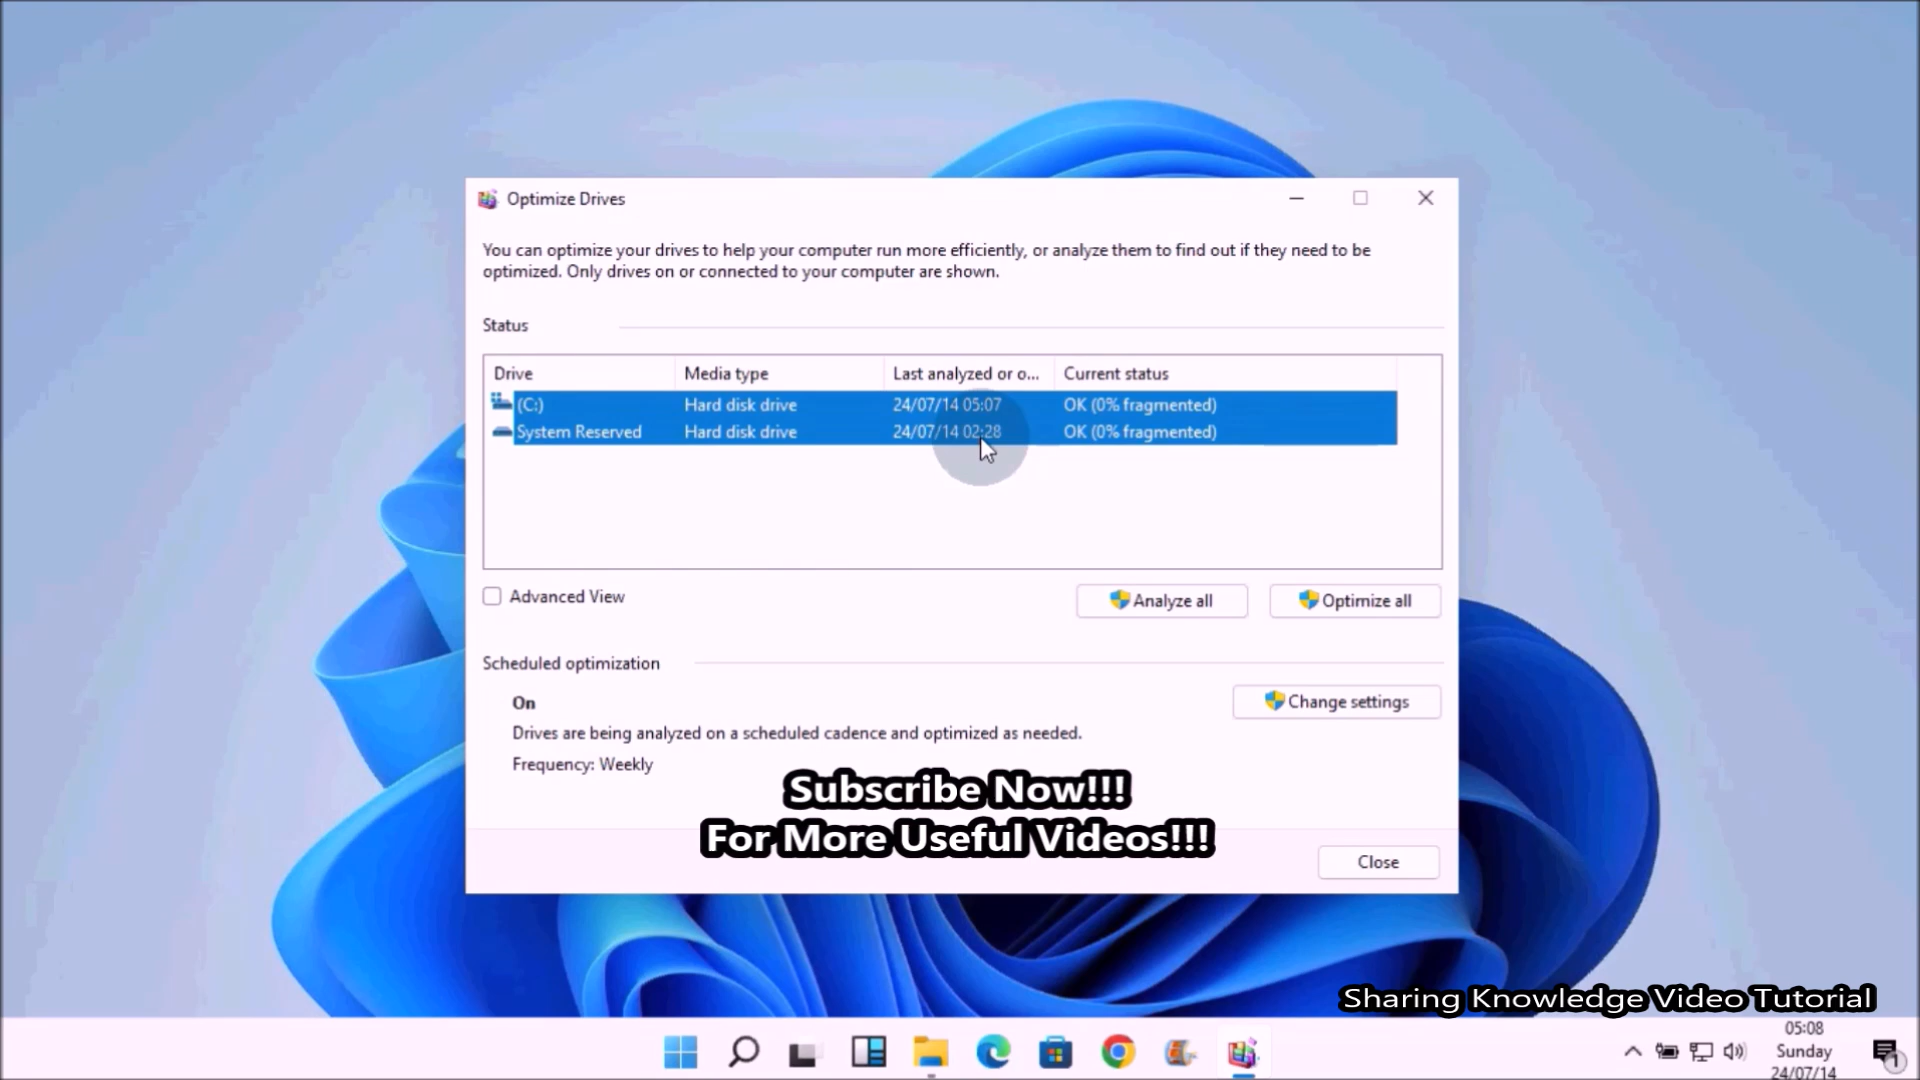 Optimize Drives
You can optimize your drives to help your computer run more efficiently, or analyze them to find out if they need to be
optimized. Only drives on or connected to your computer are shown.
Status
Drive Media type Last analyzed or o... Current status
(C:) Hard disk drive 24/07/14 05:07 OK (0% fragmented)
System Reserved Hard disk drive 24/07/14 02:28 OK (0% fragmented)
Advanced View Analyze all Optimize all
Scheduled optimization
On Change settings
Drives are being analyzed on a scheduled cadence and optimized as needed.
Frequency: Weekly
Subscribe Now!!!
For More Useful Videos!!!
Close
Sharing Knowledge Video Tutorial
05:08
Sunday
24/07/14
1